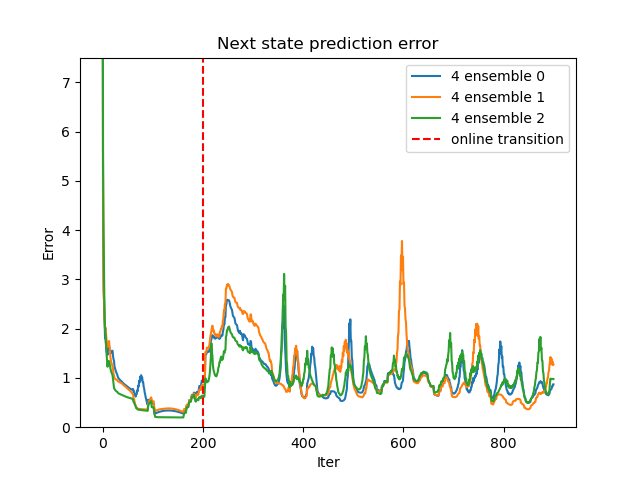 Next state prediction error
4 ensemble 0
4 ensemble 1
4 ensemble 2
online transition
7
6
5
4
3
2
1
0
Error
0 200 400 600 800
Iter